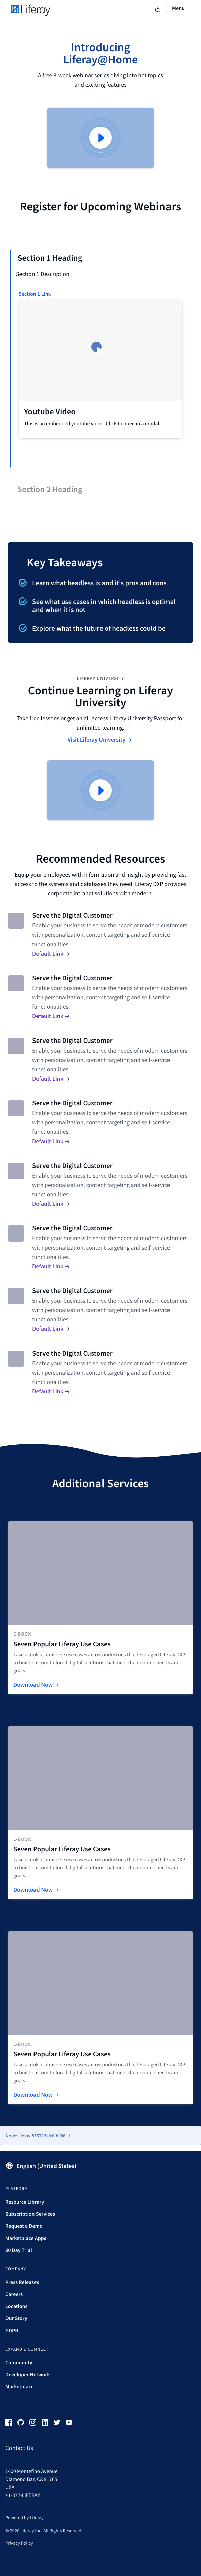 Liferay
Menu
Introducing
Liferay@Home
A free 8-week webinar series diving into hot topics
and exciting features
Register for Upcoming Webinars
Section 1 Heading
Section 1 Description
Section 1 Link
Youtube Video
This is an embedded youtube video. Click to open in a modal.
Section 2 Heading
Key Takeaways
Learn what headless is and it's pros and cons
See what use cases in which headless is optimal
and when it is not
Explore what the future of headless could be
LIFERAY UNIVERSITY
Continue Learning on Liferay
University
Take free lessons or get an all-access Liferay University Passport for
unlimited learning.
Visit Liferay University →
Recommended Resources
Equip your employees with information and insight by providing fast
access to the systems and databases they need. Liferay DXP provides
corporate intranet solutions with modern.
Serve the Digital Customer
Enable your business to serve the needs of modern customers
with personalization, content targeting and self-service
functionalities.
Default Link →
Serve the Digital Customer
Enable your business to serve the needs of modern customers
with personalization, content targeting and self-service
functionalities.
Default Link →
Serve the Digital Customer
Enable your business to serve the needs of modern customers
with personalization, content targeting and self-service
functionalities.
Default Link →
Serve the Digital Customer
Enable your business to serve the needs of modern customers
with personalization, content targeting and self-service
functionalities.
Default Link →
Serve the Digital Customer
Enable your business to serve the needs of modern customers
with personalization, content targeting and self-service
functionalities.
Default Link →
Serve the Digital Customer
Enable your business to serve the needs of modern customers
with personalization, content targeting and self-service
functionalities.
Default Link →
Serve the Digital Customer
Enable your business to serve the needs of modern customers
with personalization, content targeting and self-service
functionalities.
Default Link →
Serve the Digital Customer
Enable your business to serve the needs of modern customers
with personalization, content targeting and self-service
functionalities.
Default Link →
Additional Services
E-BOOK
Seven Popular Liferay Use Cases
Take a look at 7 diverse use cases across industries that leveraged Liferay DXP
to build custom-tailored digital solutions that meet their unique needs and
goals.
Download Now →
E-BOOK
Seven Popular Liferay Use Cases
Take a look at 7 diverse use cases across industries that leveraged Liferay DXP
to build custom-tailored digital solutions that meet their unique needs and
goals.
Download Now →
E-BOOK
Seven Popular Liferay Use Cases
Take a look at 7 diverse use cases across industries that leveraged Liferay DXP
to build custom-tailored digital solutions that meet their unique needs and
goals.
Download Now →
Node: liferay
English (United States)
PLATFORM
Resource Library
Subscription Services
Request a Demo
Marketplace Apps
30 Day Trial
COMPANY
Press Releases
Careers
Locations
Our Story
GDPR
EXPAND & CONNECT
Community
Developer Network
Marketplace
Contact Us
1400 Montefino Avenue
Diamond Bar, CA 91765
USA
+1-877-LIFERAY
Powered by Liferay
© 2020 Liferay Inc. All Rights Reserved
Privacy Policy